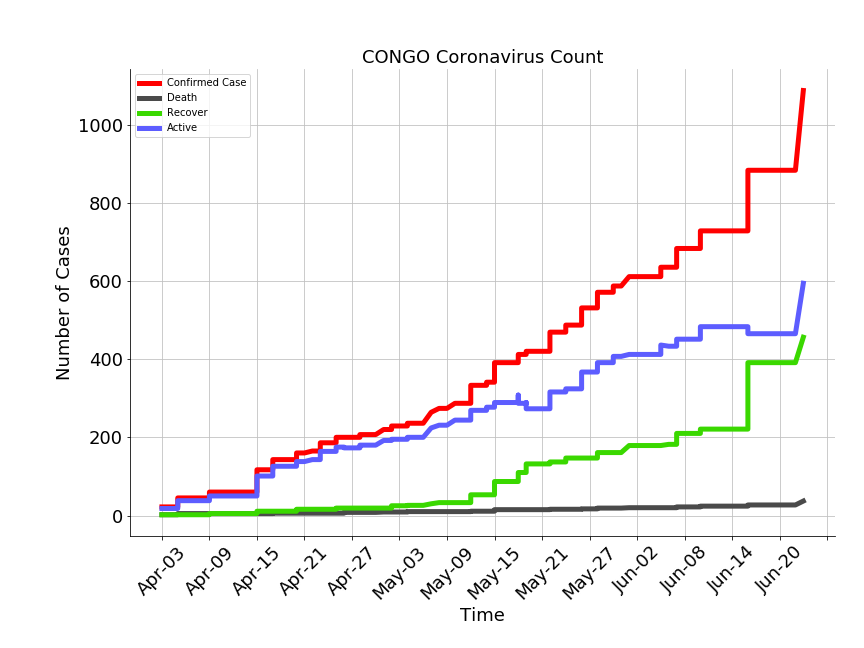 CONGO Coronavirus Count
Confirmed Case
Death
Recover
Active
1000
800
600
400
200
0
Number of Cases
Apr-03
Apr-09
Apr-15
Apr-21
Apr-27
May-03
May-09
May-15
May-21
May-27
Jun-02
Jun-08
Jun-14
Jun-20
Time